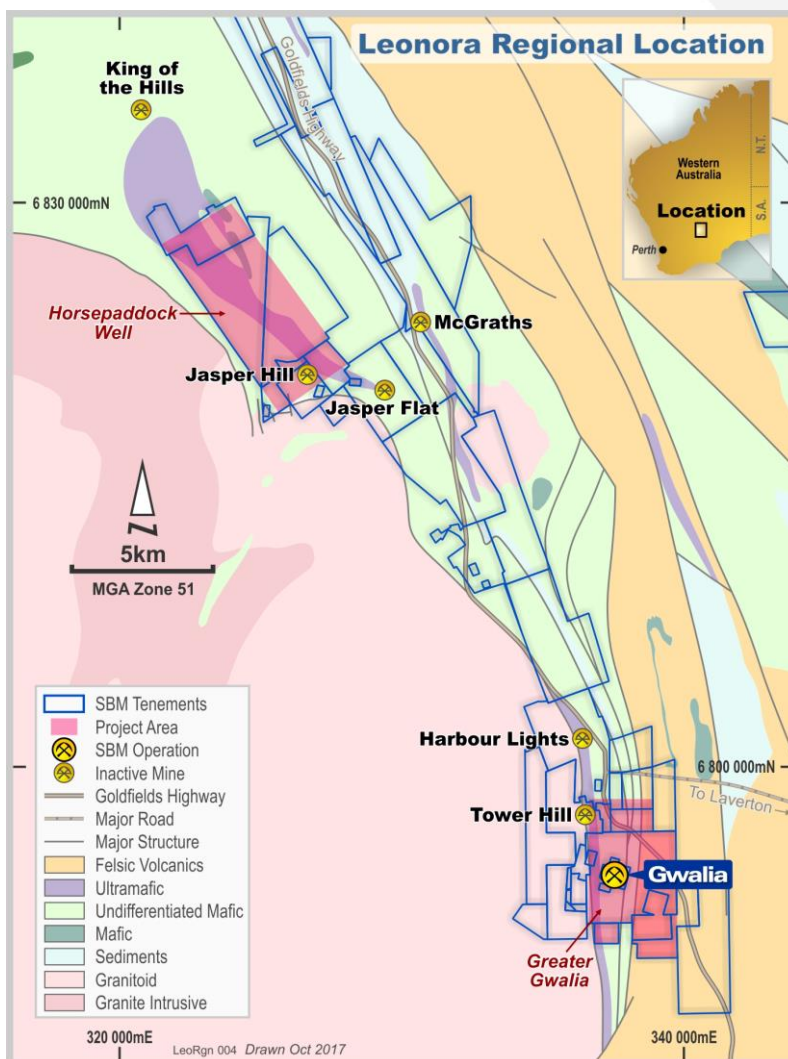 Leonora Regional Location
King of
the Hills
Goldfields Highway
N.T.
Western
Australia
S.A.
Location
Perth
6 830 000mN
Horsepaddock
Well
McGraths
Jasper Hill
Jasper Flat
N
5km
MGA Zone 51
SBM Tenements
Project Area
SBM Operation
Inactive Mine
Goldfields Highway
Major Road
Major Structure
Felsic Volcanics
Ultramafic
Undifferentiated Mafic
Mafic
Sediments
Granitoid
Granite Intrusive
Harbour Lights
6 800 000mN
To Laverton
Tower Hill
Gwalia
Greater
Gwalia
320 000mE
340 000mE
LeoRgn 004 Drawn Oct 2017